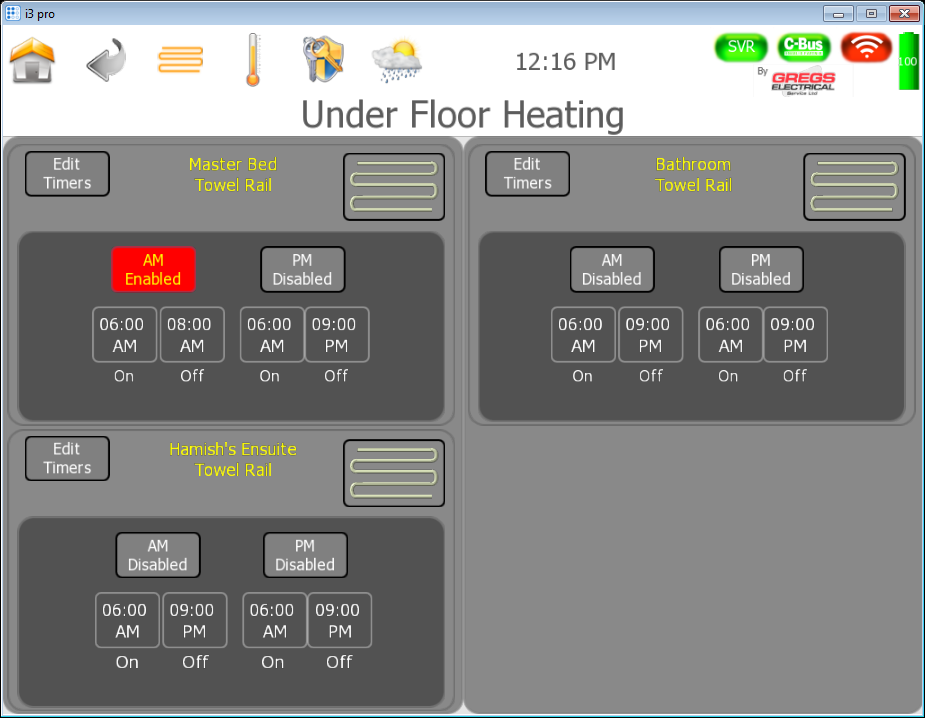 i3 pro
12:16 PM
SVR
C-Bus
By
GREGS
ELECTRICAL
Service Ltd
100
Under Floor Heating
Edit
Timers
Master Bed
Towel Rail
AM
Enabled
PM
Disabled
06:00
AM
08:00
AM
06:00
AM
09:00
PM
On
Off
On
Off
Edit
Timers
Bathroom
Towel Rail
AM
Disabled
PM
Disabled
06:00
AM
09:00
PM
06:00
AM
09:00
PM
On
Off
On
Off
Edit
Timers
Hamish's Ensuite
Towel Rail
AM
Disabled
PM
Disabled
06:00
AM
09:00
PM
06:00
AM
09:00
PM
On
Off
On
Off